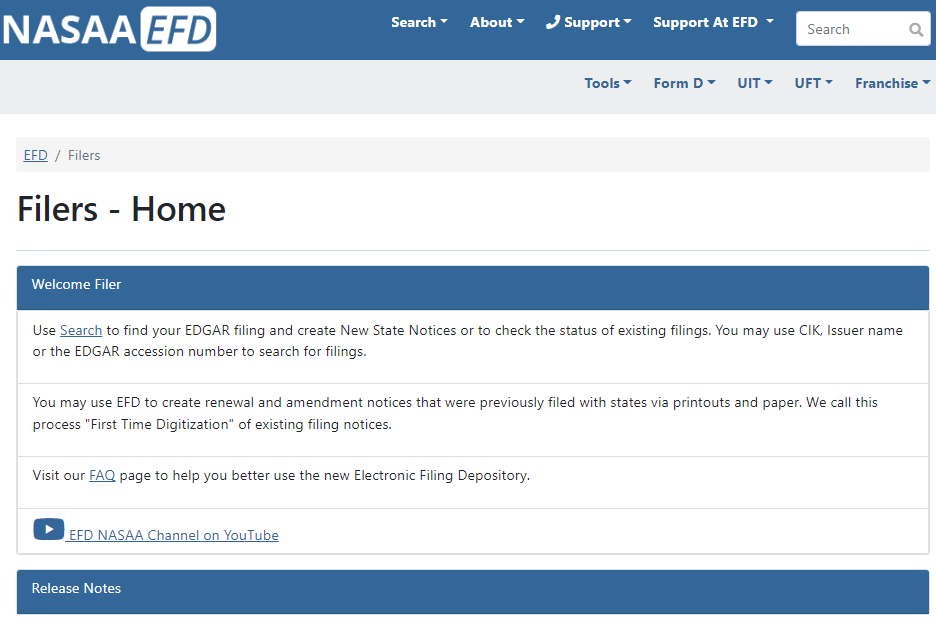 NASAA EFD
Search About Support Support At EFD Search
Tools Form D UIT UFT Franchise
EFD / Filers
Filers - Home
Welcome Filer
Use Search to find your EDGAR filing and create New State Notices or to check the status of existing filings. You may use CIK, Issuer name
or the EDGAR accession number to search for filings.
You may use EFD to create renewal and amendment notices that were previously filed with states via printouts and paper. We call this
process "First Time Digitization" of existing filing notices.
Visit our FAQ page to help you better use the new Electronic Filing Depository.
EFD NASAA Channel on YouTube
Release Notes